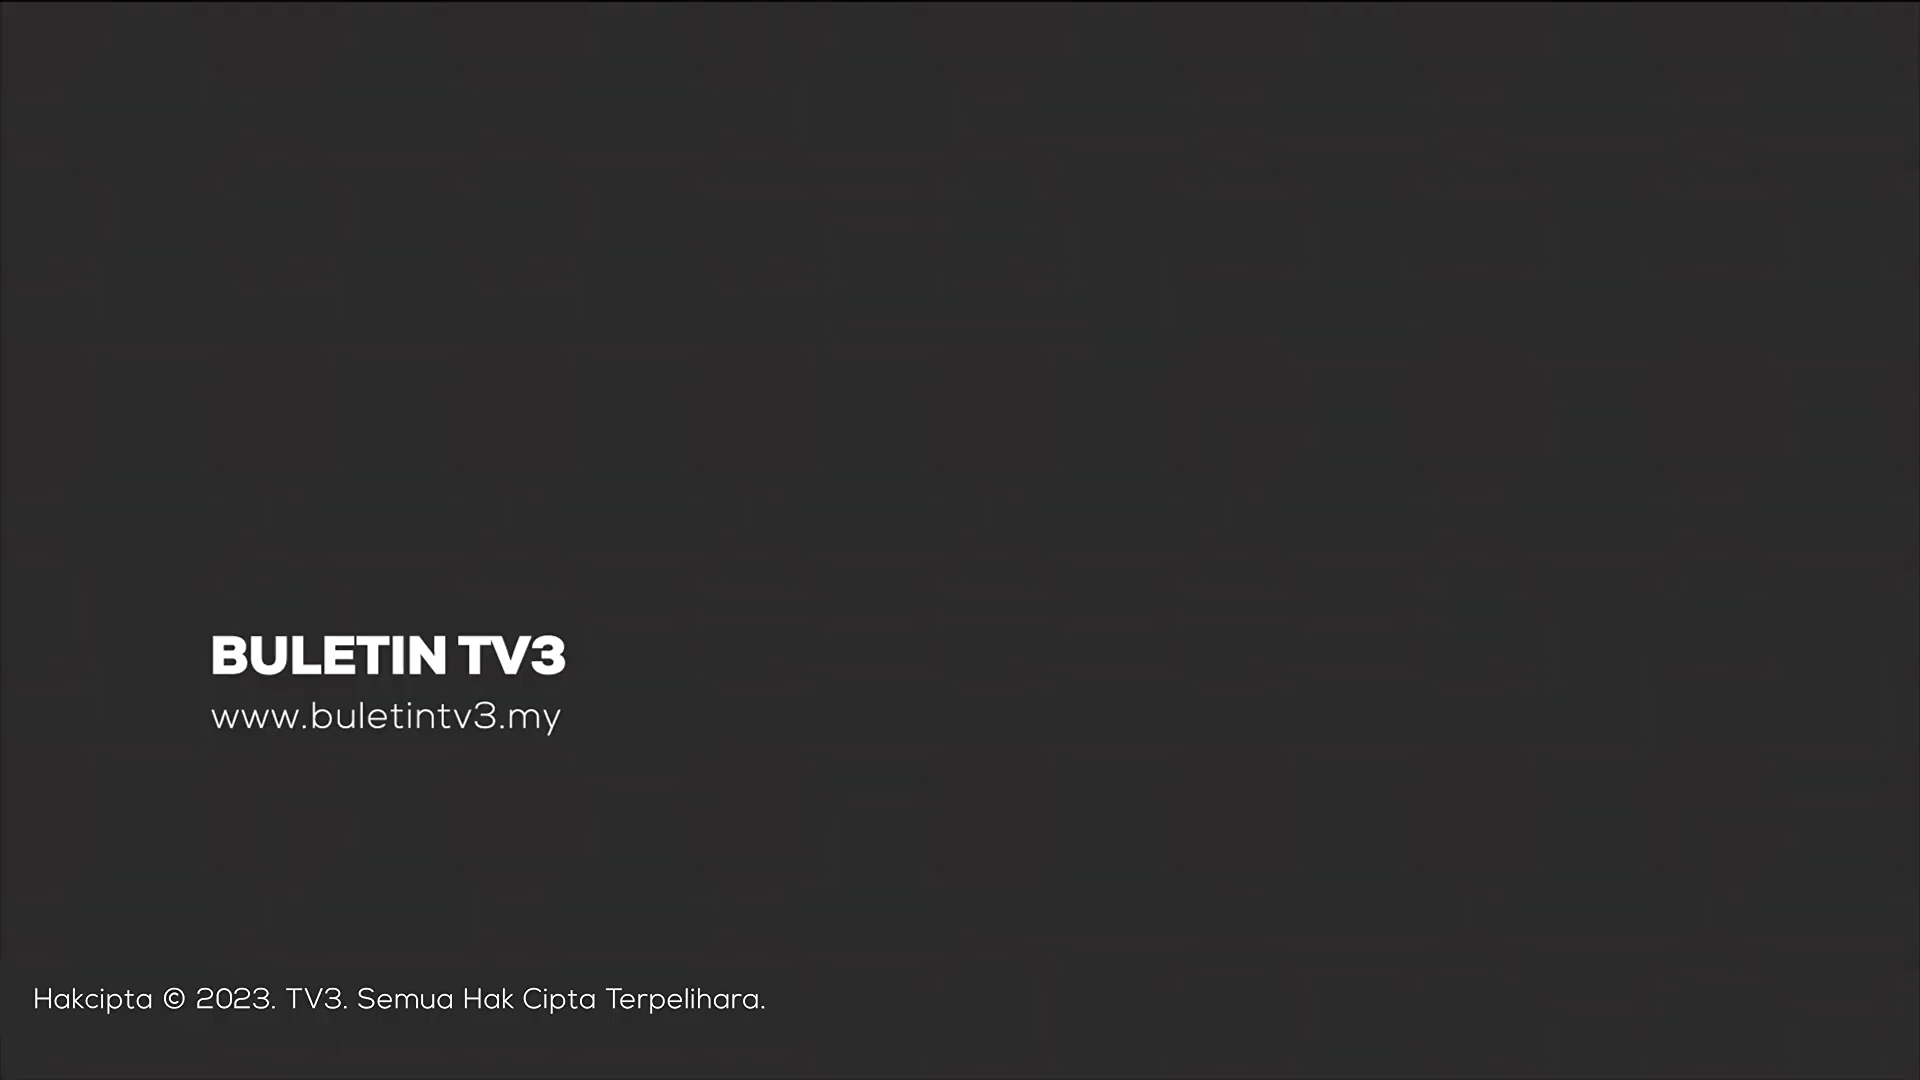 BULETIN TV3
www.buletintv3.my
Hakcipta © 2023. TV3. Semua Hak Cipta Terpelihara.